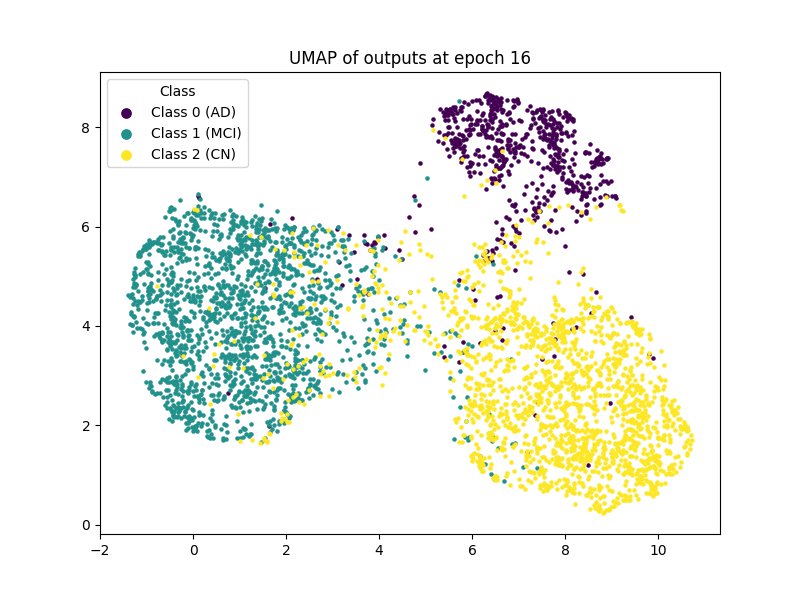 UMAP of outputs at epoch 16
Class
Class 0 (AD)
Class 1 (MCI)
Class 2 (CN)
8
6
4
2
0
−2 0 2 4 6 8 10